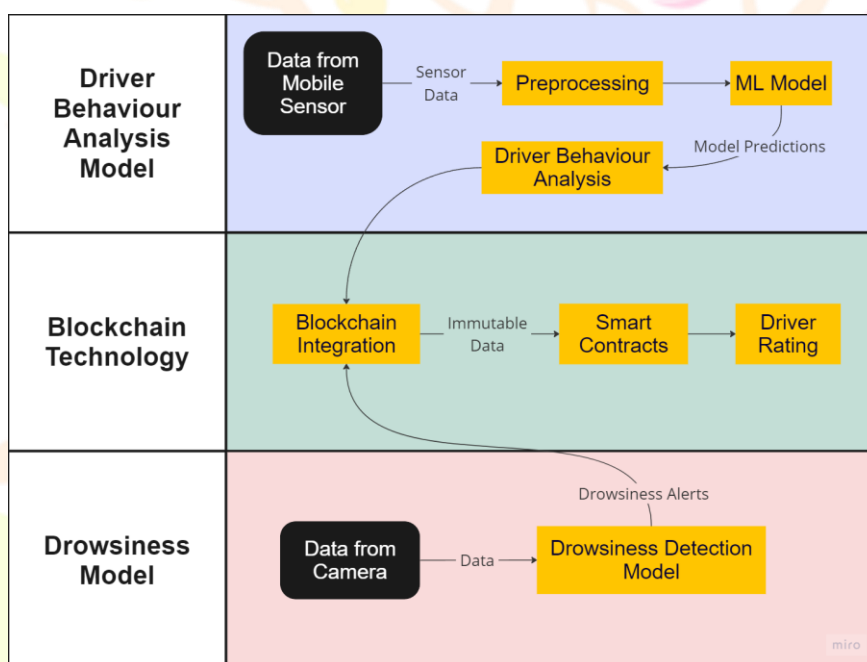 Driver
Behaviour
Analysis
Model
Data from
Mobile
Sensor
Sensor
Data
Preprocessing
ML Model
Model Predictions
Driver Behaviour
Analysis
Blockchain
Technology
Blockchain
Integration
Immutable
Data
Smart
Contracts
Driver
Rating
Drowsiness
Model
Drowsiness Alerts
Data from
Camera
Data
Drowsiness Detection
Model
miro